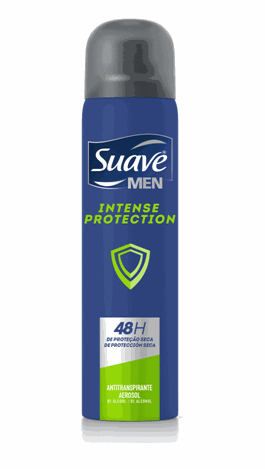 Suave
MEN
INTENSE
PROTECTION
48H
DE PROTEÇÃO SECA
DE PROTECCIÓN SECA
ANTITRANSPIRANTE
AEROSOL